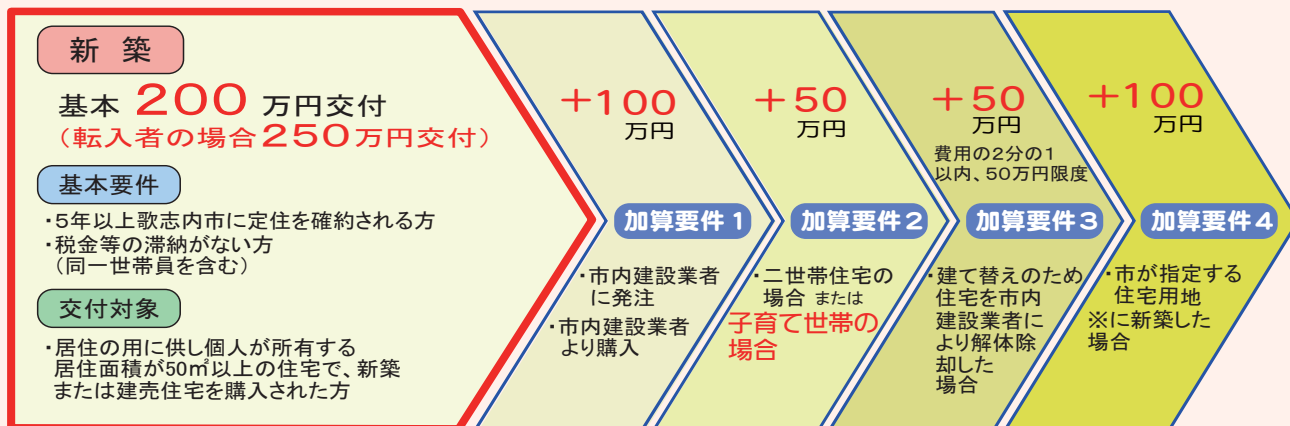 新築
基本 200 万円交付
（転入者の場合250万円交付）
基本要件
・5年以上歌志内市に定住を確約される方
・税金等の滞納がない方
（同一世帯員を含む）
交付対象
・居住の用に供し個人が所有する
居住面積が50㎡以上の住宅で、新築
または建売住宅を購入された方
＋100
万円
加算要件1
・市内建設業者
に発注
・市内建設業者
より購入
＋50
万円
加算要件2
・二世帯住宅の
場合 または
子育て世帯の
場合
＋50
万円
費用の2分の1
以内、50万円限度
加算要件3
・建て替えのため
住宅を市内
建設業者に
より解体除
却した
場合
＋100
万円
加算要件4
・市が指定する
住宅用地
※に新築した
場合